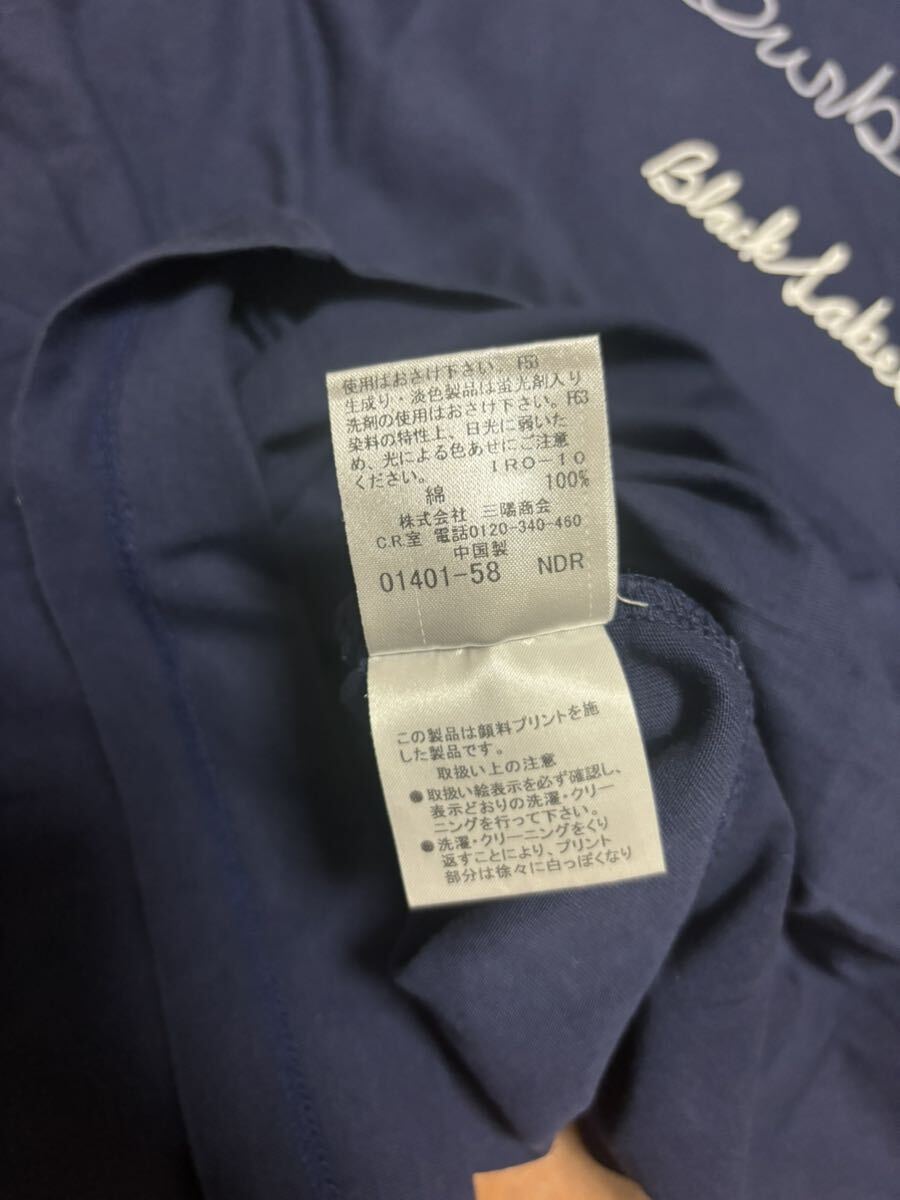 Burb
Black Label
使用はおさけ下さい。 F53
生成り・淡色製品は蛍光剤入り
洗剤の使用はおさけ下さい。F63
染料の特性上、日光に弱いた
め、光による色あせにご注意
ください。 IRO-10
綿 100%
株式会社 三陽商会
C.R.室 電話0120-340-460
中国製
01401-58 NDR
この製品は顔料プリントを施
した製品です。
取扱い上の注意
●取扱い絵表示を必ず確認し、
表示どおりの洗濯・クリー
ニングを行って下さい。
●洗濯・クリーニングをくり
返すことにより、プリント
部分は徐々に白っぽくなり